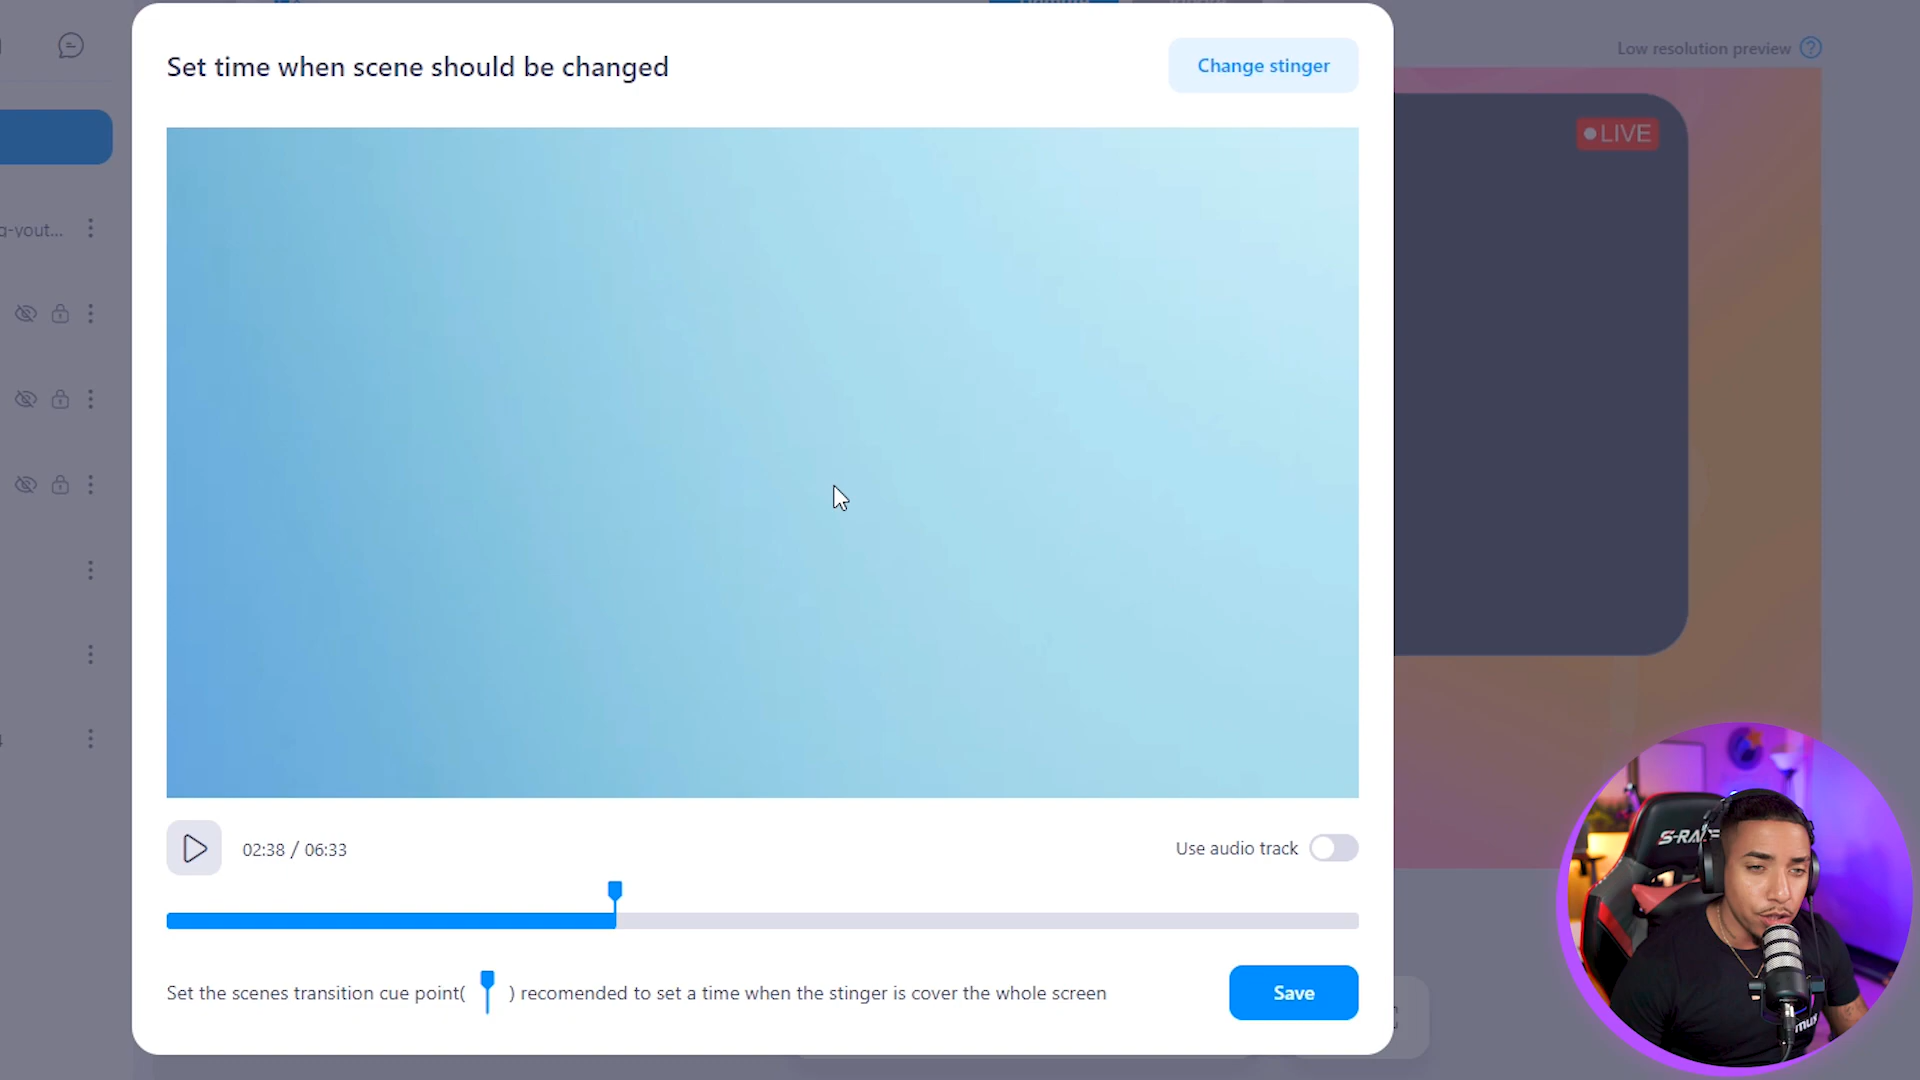 Set time when scene should be changed
Change stinger
Low resolution preview ?
LIVE
a-yout...
02:38 / 06:33
Use audio track
Set the scenes transition cue point( ) recomended to set a time when the stinger is cover the whole screen
Save